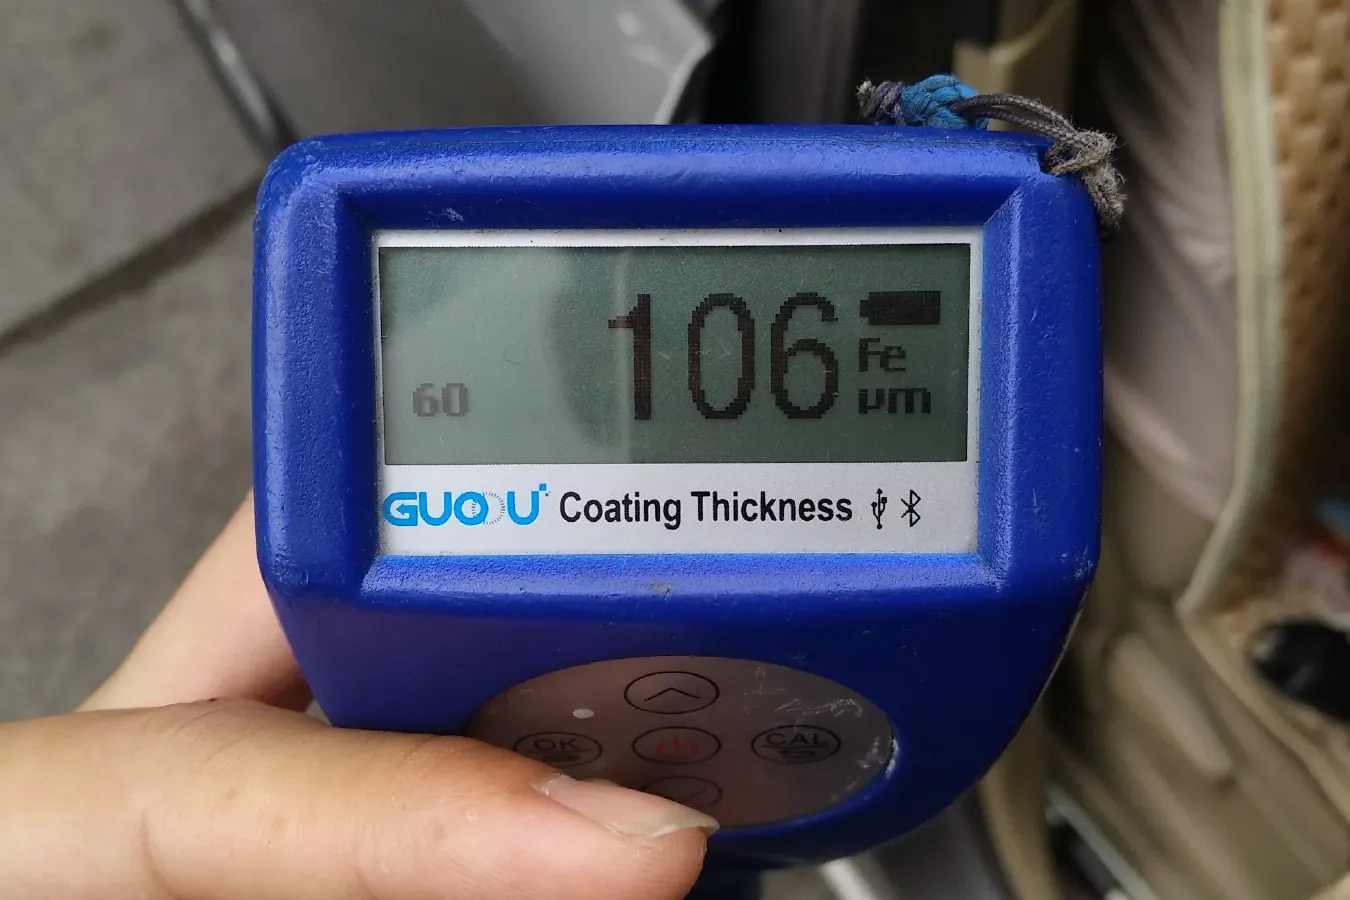 106
Fe
60
µm
GUOOU Coating Thickness
OK
CAL